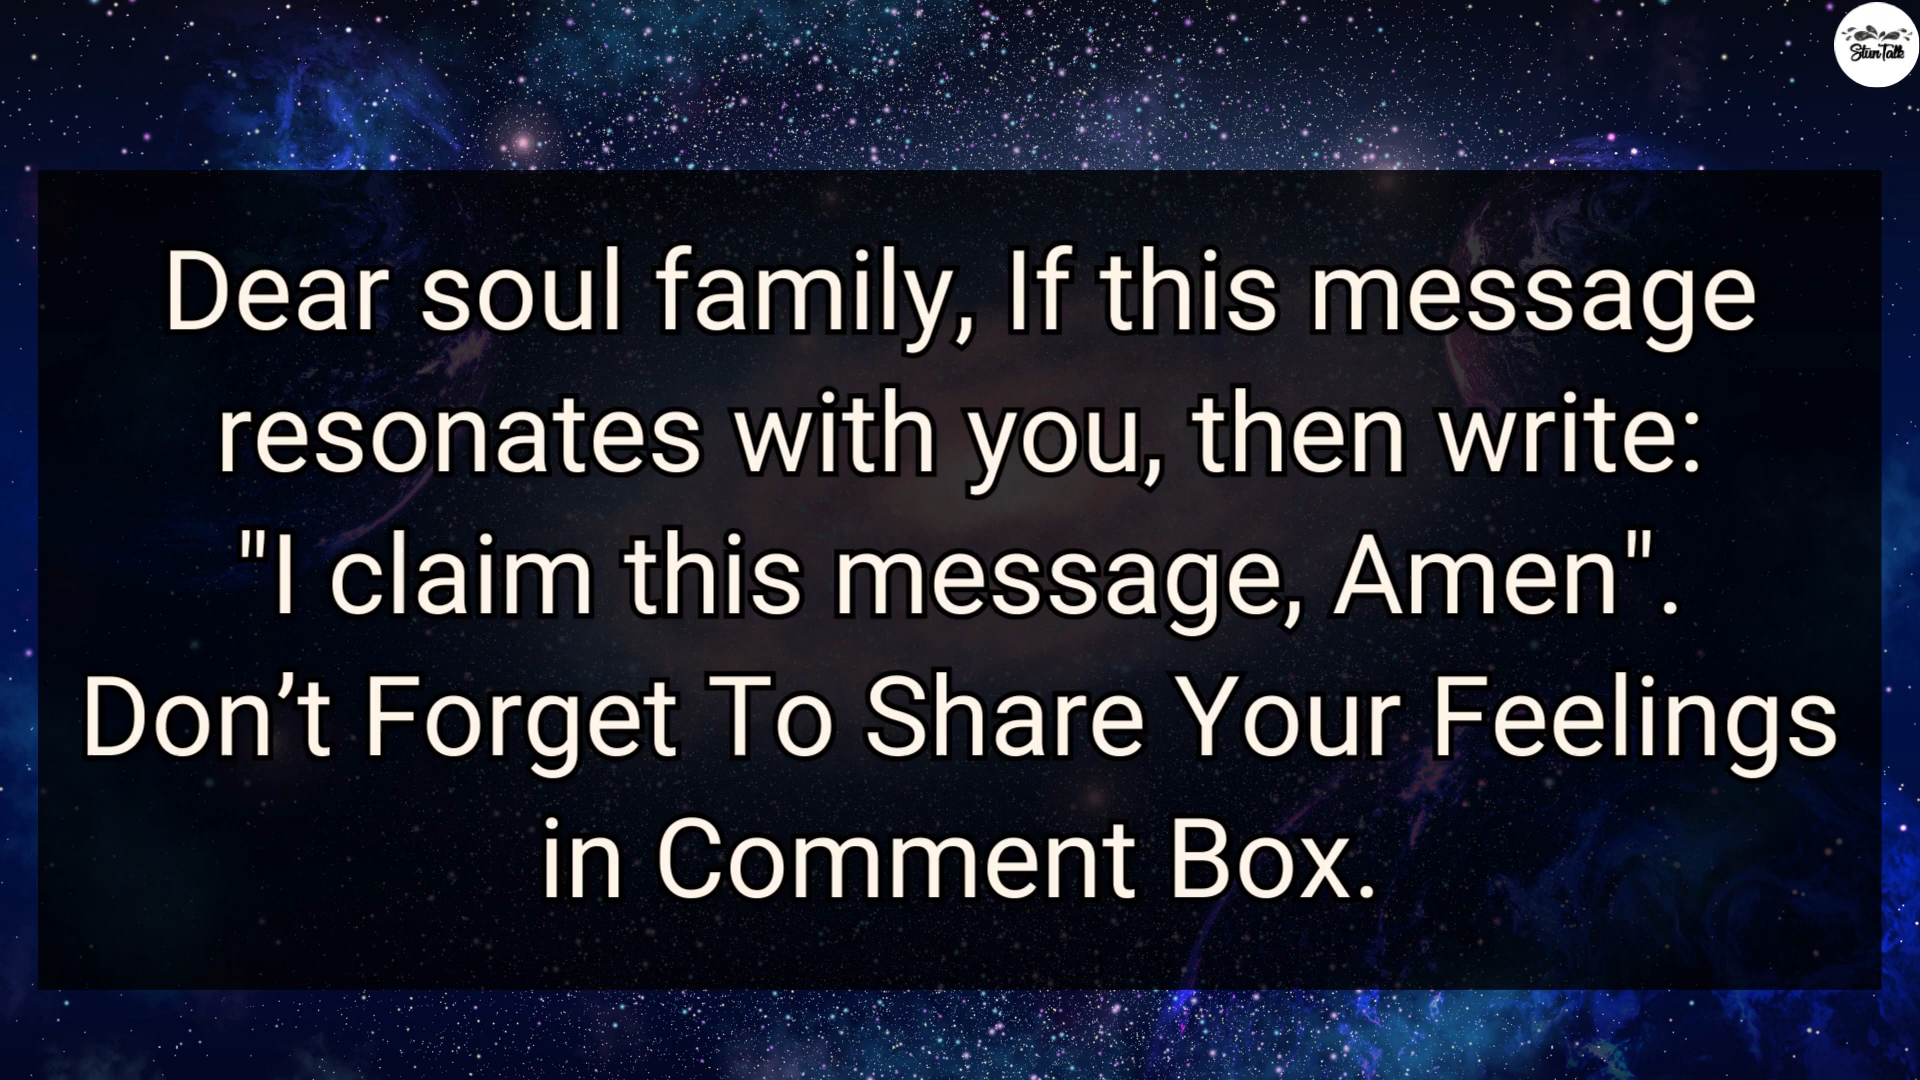 StunTalk
Dear soul family, If this message
resonates with you, then write:
"I claim this message, Amen".
Don’t Forget To Share Your Feelings
in Comment Box.